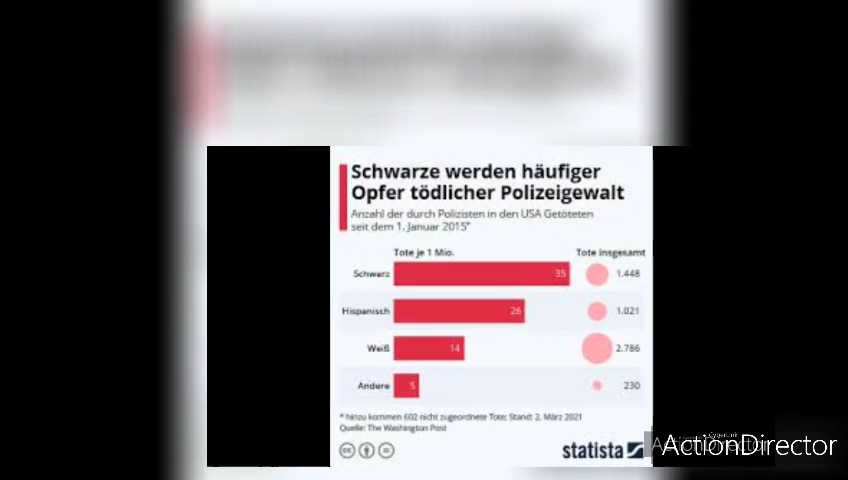 Schwarze werden häufiger
Opfer tödlicher Polizeigewalt
Anzahl der durch Polizisten in den USA Getöteten
seit dem 1. Januar 2015*
Tote je 1 Mio. Tote insgesamt
Schwarz 35 1.448
Hispanisch 26 1.021
Weiß 14 2.786
Andere 5 230
* hinzu kommen 602 nicht zugeordnete Tote; Stand: 2. März 2021
Quelle: The Washington Post
statista
CyberLink
ActionDirector